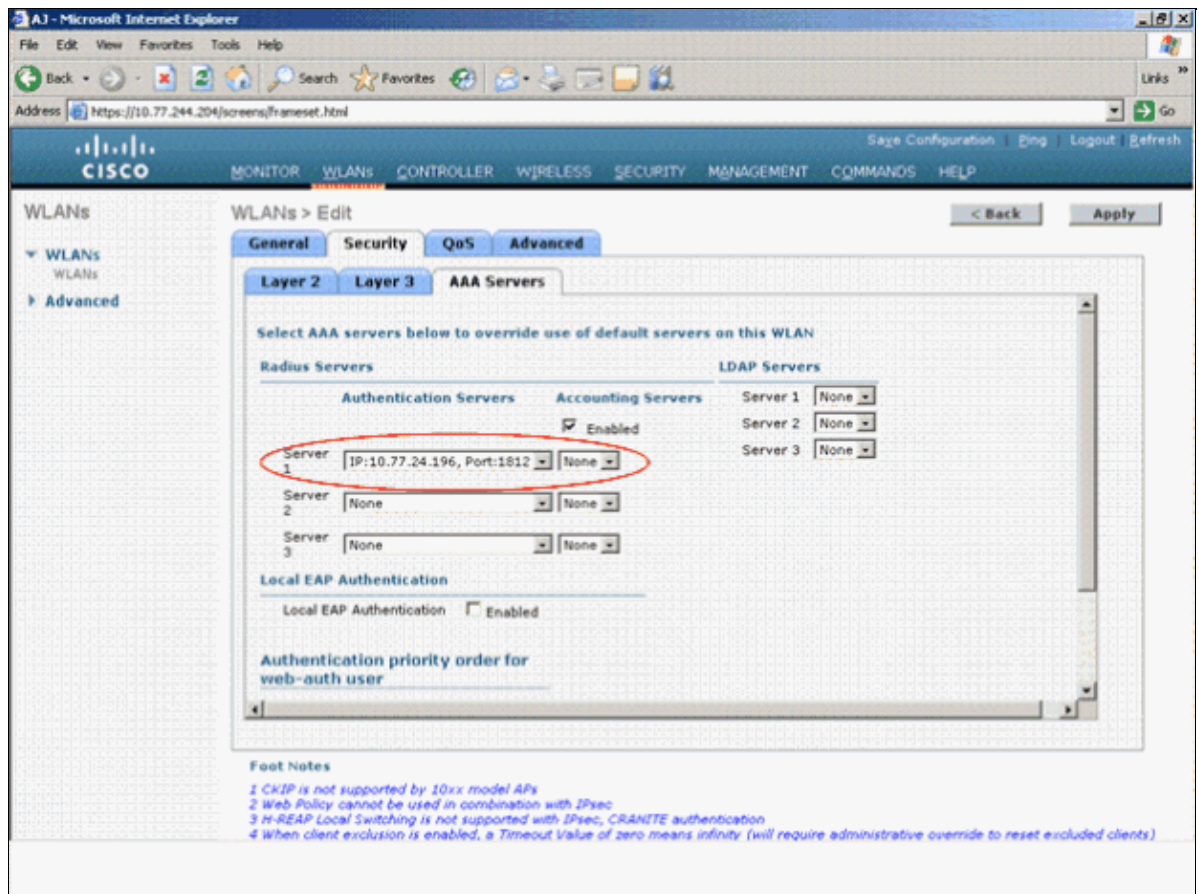 AJ - Microsoft Internet Explorer
File Edit View Favorites Tools Help
Back Search Favorites Links »
Address https://10.77.244.204/screens/frameset.html Go
Save Configuration | Ping | Logout | Refresh
CISCO MONITOR WLANs CONTROLLER WIRELESS SECURITY MANAGEMENT COMMANDS HELP
WLANs
WLANs
WLANs
Advanced
WLANs > Edit
< Back Apply
General Security QoS Advanced
Layer 2 Layer 3 AAA Servers
Select AAA servers below to override use of default servers on this WLAN
Radius Servers LDAP Servers
Authentication Servers Accounting Servers Server 1 None
Enabled Server 2 None
Server 3 None
Server 1 IP:10.77.24.196, Port:1812 None
Server 2 None None
Server 3 None None
Local EAP Authentication
Local EAP Authentication Enabled
Authentication priority order for
web-auth user
Foot Notes
1 CKIP is not supported by 10xx model APs
2 Web Policy cannot be used in combination with IPsec
3 H-REAP Local Switching is not supported with IPsec, CRANITE authentication
4 When client exclusion is enabled, a Timeout Value of zero means infinity (will require administrative override to reset excluded clients)